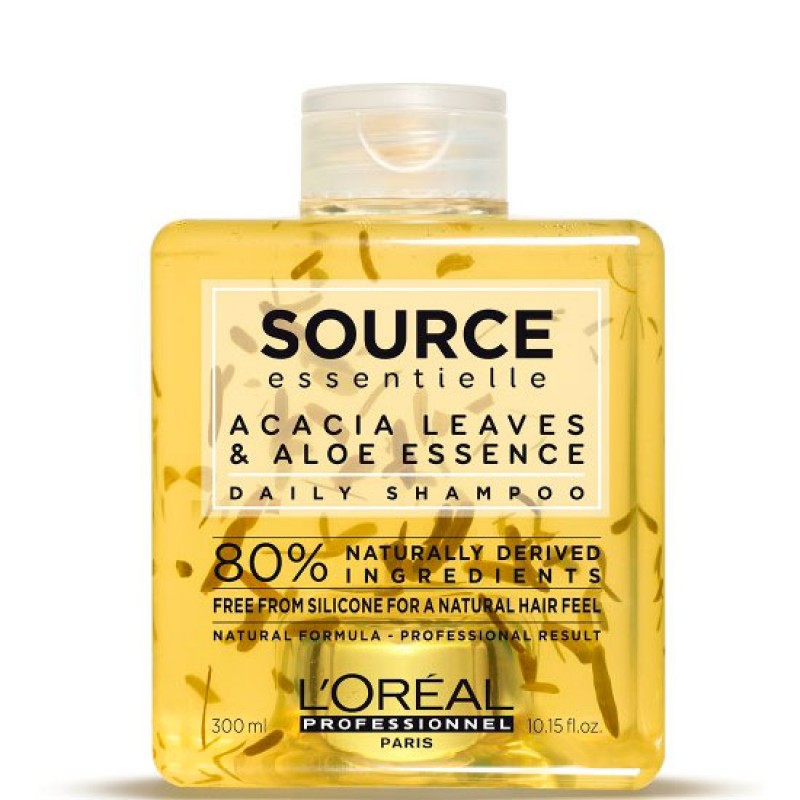 SOURCE
essentielle
ACACIA LEAVES
& ALOE ESSENCE
DAILY SHAMPOO
80% NATURALLY DERIVED
INGREDIENTS
FREE FROM SILICONE FOR A NATURAL HAIR FEEL
NATURAL FORMULA - PROFESSIONAL RESULT
L'ORÉAL
PROFESSIONNEL
300 ml PARIS 10.15 fl.oz.